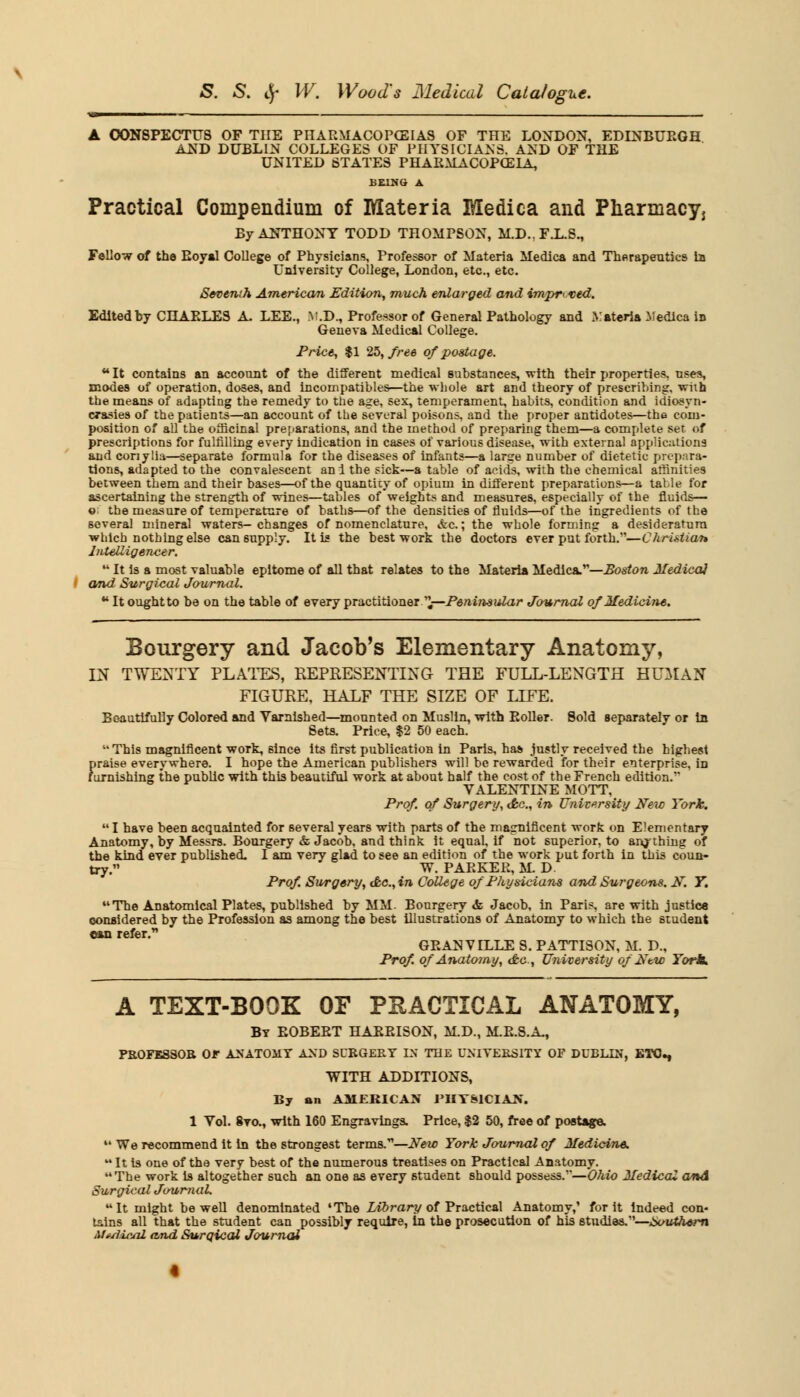 S. S. & W. Wood's Medical Catalogue.
A CONSPECTUS OF THE PHARMACOPŒIAS OF THE LONDON, EDINBURGH
AND DUBLIN COLLEGES OF PHYSICIANS, AND OF THE
UNITED STATES PHARMACOPŒIA,
BEING A
Practical Compendium of Materia Medica and Pharmacy,
By ANTHONY TODD THOMPSON, M.D., F.L.S.,
Fellow of the Royal College of Physicians, Professor of Materia Medica and Therapeutics in
University College, London, etc., etc.
Seventh American Edition, much enlarged and improved.
Edited by CHARLES A. LEE., M.D., Professor of General Pathology and Materia Medica in
Geneva Medical College.
Price, $1 25, free of postage.
"It contains an account of the different medical substances, with their properties, uses,
modes of operation, doses, and incompatibles—the whole art and theory of prescribing, with
the means of adapting the remedy to the age, sex, temperament, habits, condition and idiosyn-
crasies of the patients—an account of the several poisons, and the proper antidotes—the com-
position of all the officinal preparations, and the method of preparing them—a complete set of
prescriptions for fulfilling every indication in cases of various disease, with external applications
and conylia—separate formula for the diseases of infants—a large number of dietetic prepara-
tions, adapted to the convalescent and the sick—a table of acids, with the chemical affinities
between them and their bases—of the quantity of opium in different preparations—a table for
ascertaining the strength of wines—tables of weights and measures, especially of the fluids—
o the measure of temperature of baths—of the densities of fluids—of the ingredients of the
several mineral waters—changes of nomenclature, &c.; the whole forming a desideratum
which nothing else can supply. It is the best work the doctors ever put forth."—Christian
Intelligencer.
"It is a most valuable epitome of all that relates to the Materia Medica."—Boston Medical
and Surgical Journal.
"It ought to be on the table of every practitioner."—Peninsular Journal of Medicine.
Bourgery and Jacob's Elementary Anatomy,
IN TWENTY PLATES, REPRESENTING THE FULL-LENGTH HUMAN
FIGURE, HALF THE SIZE OF LIFE.
Beautifully Colored and Varnished—mounted on Muslin, with Roller. Sold separately or in
Sets. Price, $2 50 each.
"This magnificent work, since its first publication in Paris, has justly received the highest
praise everywhere. I hope the American publishers will be rewarded for their enterprise, in
furnishing the public with this beautiful work at about half the cost of the French edition."
VALENTINE MOTT,
Prof. of Surgery, &c., in University New York.
"I have been acquainted for several years with parts of the magnificent work on Elementary
Anatomy, by Messrs. Bourgery & Jacob, and think it equal, if not superior, to anything of
the kind ever published. I am very glad to see an edition of the work put forth in this coun-
try." W. PARKER, M. D.
Prof. Surgery, &c., in College of Physicians and Surgeons. N. Y.
"The Anatomical Plates, published by MM. Bourgery & Jacob, in Paris, are with justice
considered by the Profession as among the best illustrations of Anatomy to which the student
can refer."
GRANVILLE S. PATTISON, M. D.,
Prof. of Anatomy, &c., University of New York.
A TEXT-BOOK OF PRACTICAL ANATOMY,
By ROBERT HARRISON, M.D., M.R.S.A.,
PROFESSOR OF ANATOMY AND SURGERY IN THE UNIVERSITY OF DUBLIN, ETC.,
WITH ADDITIONS,
By an AMERICAN PHYSICIAN.
1 Vol. 8vo., with 160 Engravings. Price, $2 50, free of postage.
"We recommend it in the strongest terms."—New York Journal of Medicine.
"It is one of the very best of the numerous treatises on Practical Anatomy.
"The work is altogether such an one as every student should possess."—Ohio Medical and
Surgical Journal.
"It might be well denominated 'The Library of Practical Anatomy,' for it indeed con-
tains all that the student can possibly require, in the prosecution of his studies."—Southern
Medical and Surgical Journal
4